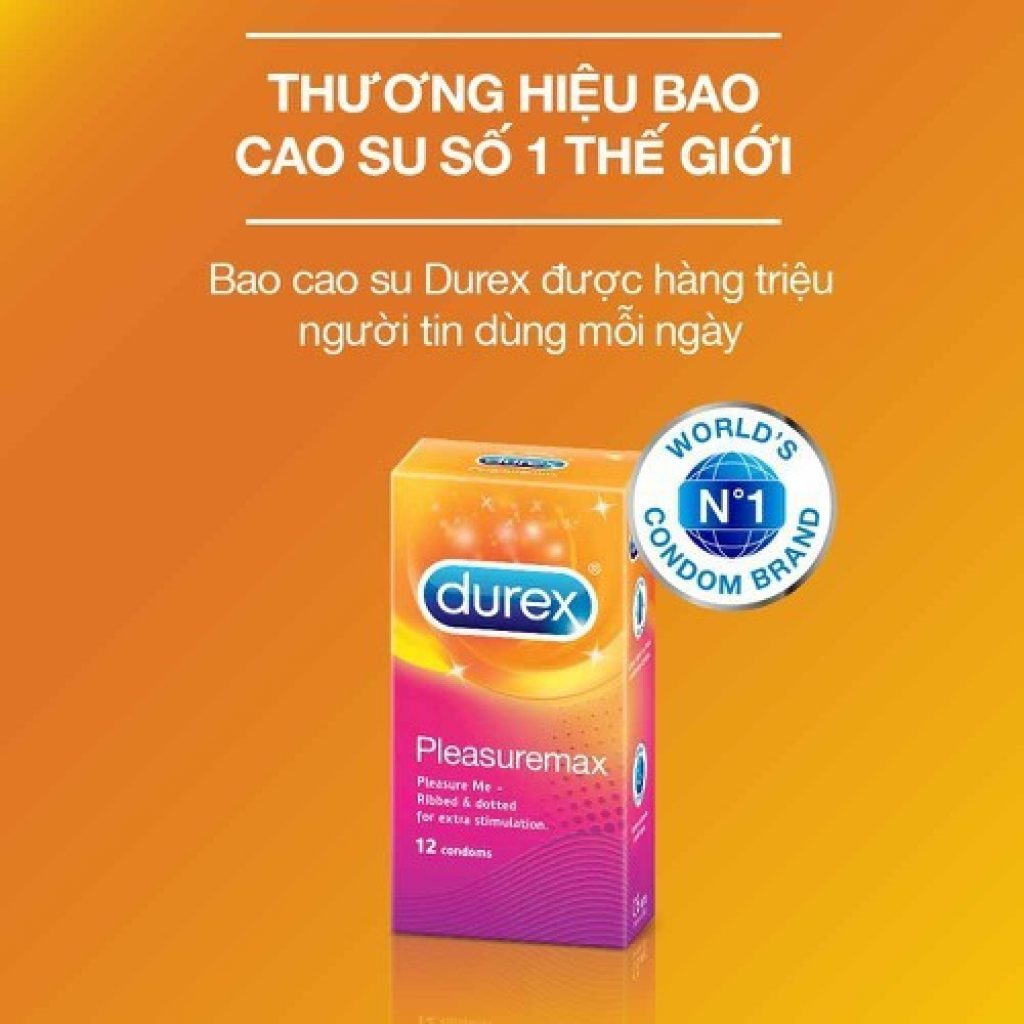 THƯƠNG HIỆU BAO
CAO SU SỐ 1 THẾ GIỚI
Bao cao su Durex được hàng triệu
người tin dùng mỗi ngày
WORLD'S
N°1
CONDOM BRAND
durex
durex®
Pleasuremax
Pleasure Me -
Ribbed & dotted
for extra stimulation.
12 condoms